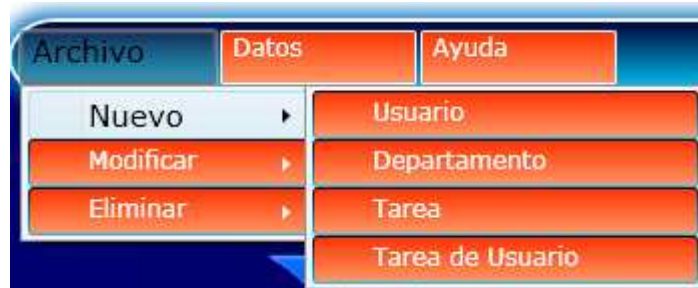 Archivo Datos Ayuda
Nuevo Usuario
Modificar Departamento
Eliminar Tarea
Tarea de Usuario